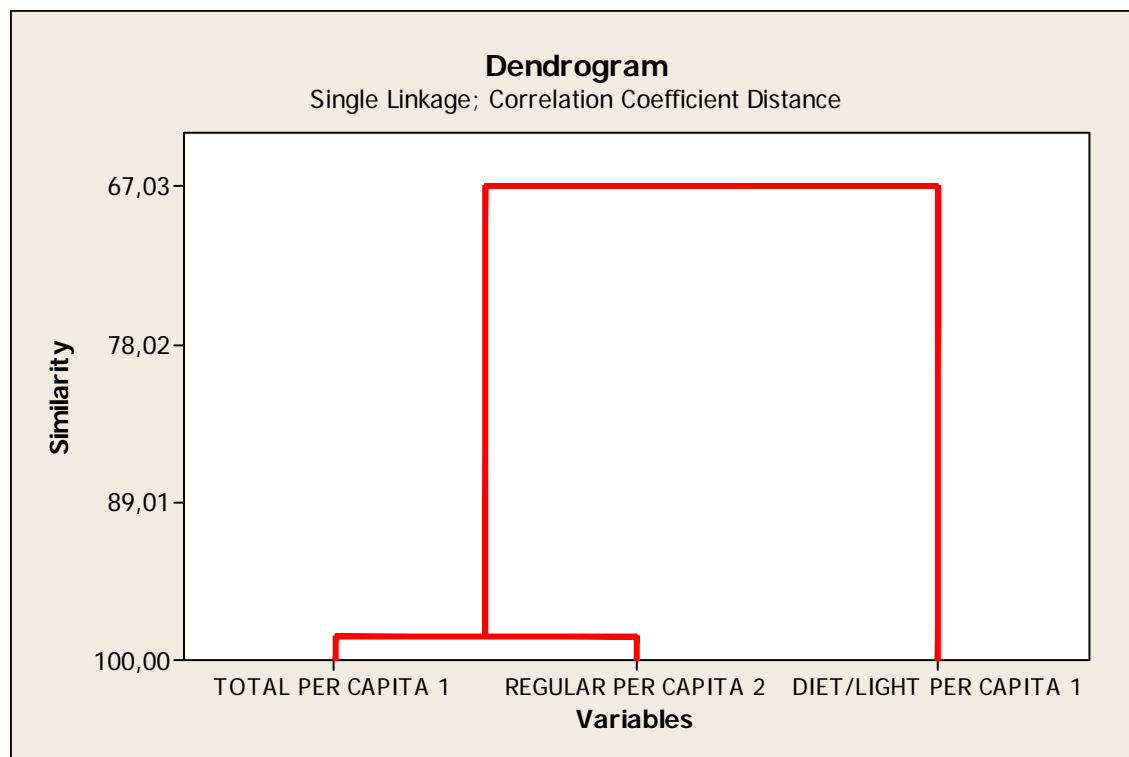 Dendrogram
Single Linkage; Correlation Coefficient Distance
67,03
78,02
89,01
100,00
Similarity
TOTAL PER CAPITA 1 REGULAR PER CAPITA 2 DIET/LIGHT PER CAPITA 1
Variables